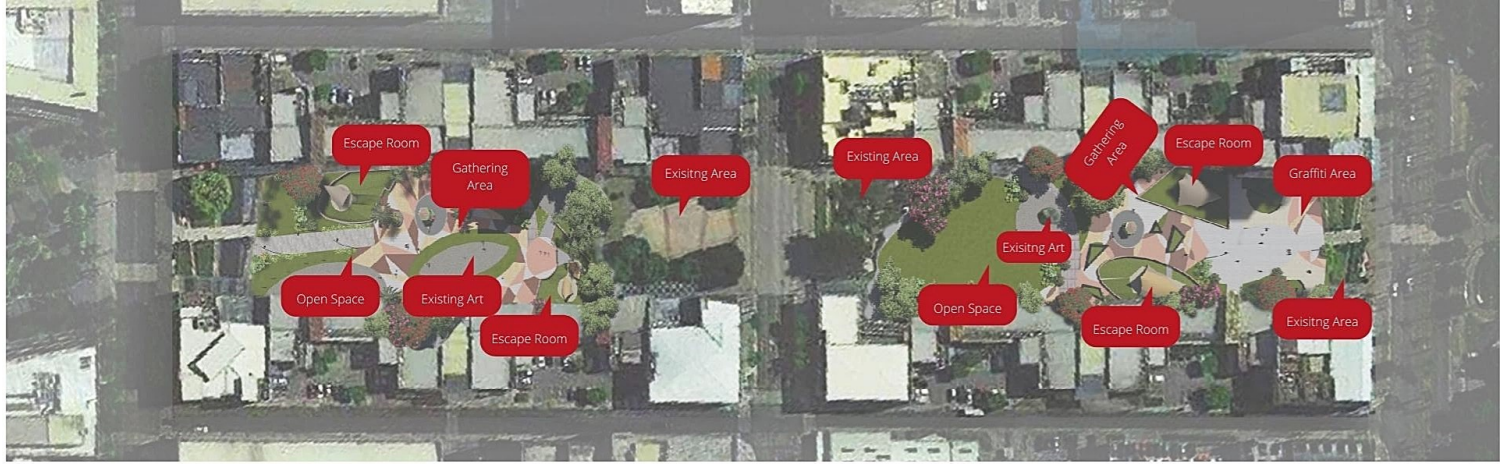 Escape Room
Gathering
Area
Exisitng Area
Open Space
Existing Art
Escape Room
Existing Area
Gathering
Area
Escape Room
Graffiti Area
Exisitng Art
Open Space
Escape Room
Exisitng Area